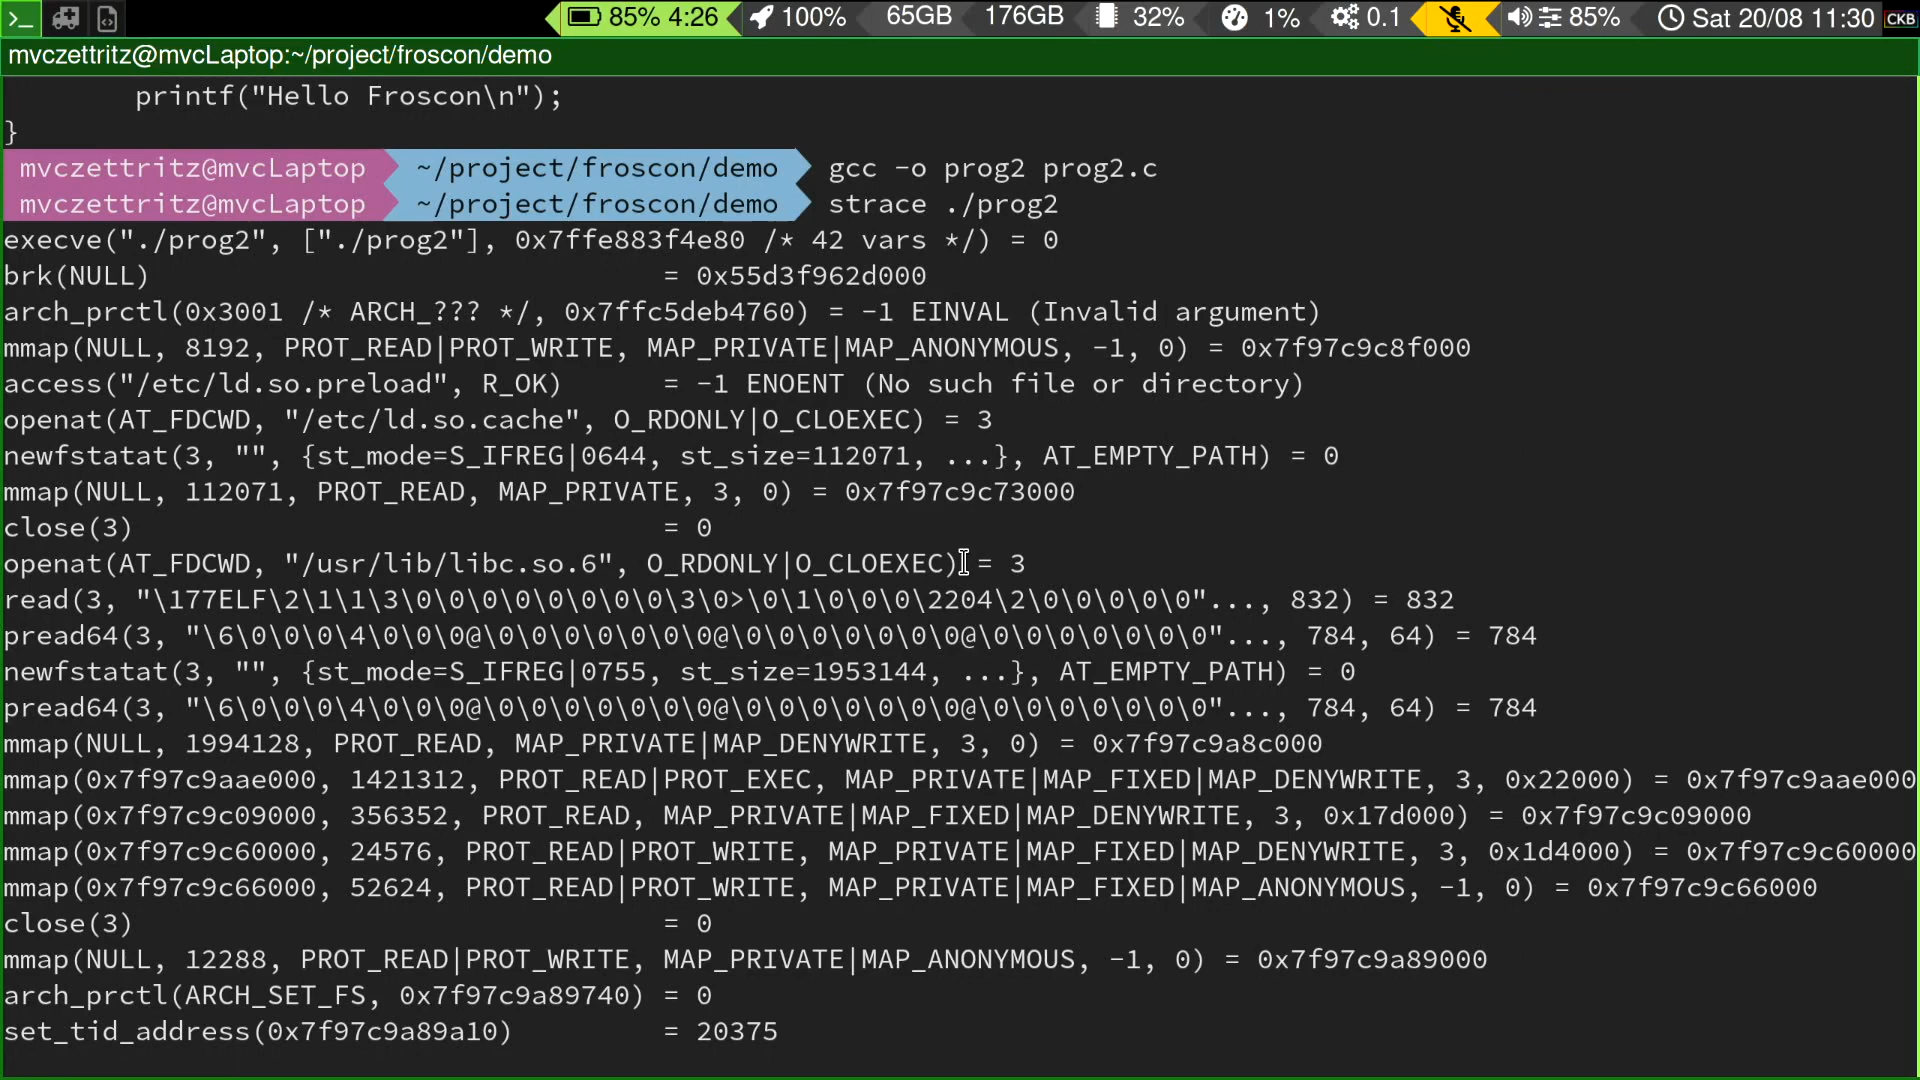 85% 4:26 100% 65GB 176GB 32% 1% 0.1 85% Sat 20/08 11:30 CKB
mvczettritz@mvcLaptop:~/project/froscon/demo
printf("Hello Froscon\n");
}
mvczettritz@mvcLaptop ~/project/froscon/demo gcc -o prog2 prog2.c
mvczettritz@mvcLaptop ~/project/froscon/demo strace ./prog2
execve("./prog2", ["./prog2"], 0x7ffe883f4e80 /* 42 vars */) = 0
brk(NULL) = 0x55d3f962d000
arch_prctl(0x3001 /* ARCH_??? */, 0x7ffc5deb4760) = -1 EINVAL (Invalid argument)
mmap(NULL, 8192, PROT_READ|PROT_WRITE, MAP_PRIVATE|MAP_ANONYMOUS, -1, 0) = 0x7f97c9c8f000
access("/etc/ld.so.preload", R_OK) = -1 ENOENT (No such file or directory)
openat(AT_FDCWD, "/etc/ld.so.cache", O_RDONLY|O_CLOEXEC) = 3
newfstatat(3, "", {st_mode=S_IFREG|0644, st_size=112071, ...}, AT_EMPTY_PATH) = 0
mmap(NULL, 112071, PROT_READ, MAP_PRIVATE, 3, 0) = 0x7f97c9c73000
close(3) = 0
openat(AT_FDCWD, "/usr/lib/libc.so.6", O_RDONLY|O_CLOEXEC) = 3
read(3, "\177ELF\2\1\1\3\0\0\0\0\0\0\0\0\3\0>\0\1\0\0\0\2204\2\0\0\0\0\0"..., 832) = 832
pread64(3, "\6\0\0\0\4\0\0\0@\0\0\0\0\0\0\0@\0\0\0\0\0\0\0@\0\0\0\0\0\0\0"..., 784, 64) = 784
newfstatat(3, "", {st_mode=S_IFREG|0755, st_size=1953144, ...}, AT_EMPTY_PATH) = 0
pread64(3, "\6\0\0\0\4\0\0\0@\0\0\0\0\0\0\0@\0\0\0\0\0\0\0@\0\0\0\0\0\0\0"..., 784, 64) = 784
mmap(NULL, 1994128, PROT_READ, MAP_PRIVATE|MAP_DENYWRITE, 3, 0) = 0x7f97c9a8c000
mmap(0x7f97c9aae000, 1421312, PROT_READ|PROT_EXEC, MAP_PRIVATE|MAP_FIXED|MAP_DENYWRITE, 3, 0x22000) = 0x7f97c9aae000
mmap(0x7f97c9c09000, 356352, PROT_READ, MAP_PRIVATE|MAP_FIXED|MAP_DENYWRITE, 3, 0x17d000) = 0x7f97c9c09000
mmap(0x7f97c9c60000, 24576, PROT_READ|PROT_WRITE, MAP_PRIVATE|MAP_FIXED|MAP_DENYWRITE, 3, 0x1d4000) = 0x7f97c9c60000
mmap(0x7f97c9c66000, 52624, PROT_READ|PROT_WRITE, MAP_PRIVATE|MAP_FIXED|MAP_ANONYMOUS, -1, 0) = 0x7f97c9c66000
close(3) = 0
mmap(NULL, 12288, PROT_READ|PROT_WRITE, MAP_PRIVATE|MAP_ANONYMOUS, -1, 0) = 0x7f97c9a89000
arch_prctl(ARCH_SET_FS, 0x7f97c9a89740) = 0
set_tid_address(0x7f97c9a89a10) = 20375